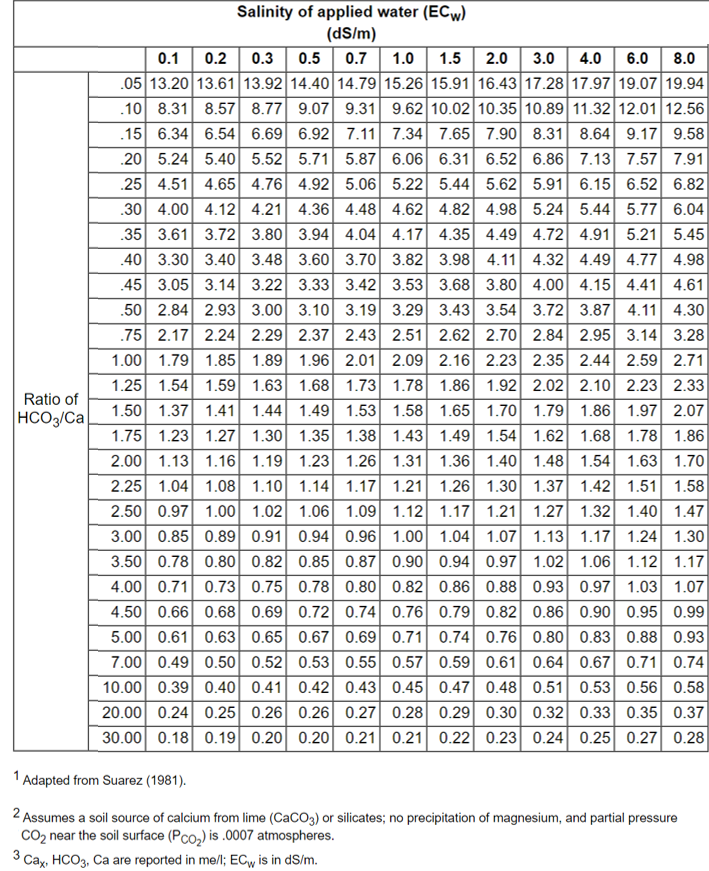 Salinity of applied water (ECw)
(dS/m)
0.1 0.2 0.3 0.5 0.7 1.0 1.5 2.0 3.0 4.0 6.0 8.0
.05 13.20 13.61 13.92 14.40 14.79 15.26 15.91 16.43 17.28 17.97 19.07 19.94
.10 8.31 8.57 8.77 9.07 9.31 9.62 10.02 10.35 10.89 11.32 12.01 12.56
.15 6.34 6.54 6.69 6.92 7.11 7.34 7.65 7.90 8.31 8.64 9.17 9.58
.20 5.24 5.40 5.52 5.71 5.87 6.06 6.31 6.52 6.86 7.13 7.57 7.91
.25 4.51 4.65 4.76 4.92 5.06 5.22 5.44 5.62 5.91 6.15 6.52 6.82
.30 4.00 4.12 4.21 4.36 4.48 4.62 4.82 4.98 5.24 5.44 5.77 6.04
.35 3.61 3.72 3.80 3.94 4.04 4.17 4.35 4.49 4.72 4.91 5.21 5.45
.40 3.30 3.40 3.48 3.60 3.70 3.82 3.98 4.11 4.32 4.49 4.77 4.98
.45 3.05 3.14 3.22 3.33 3.42 3.53 3.68 3.80 4.00 4.15 4.41 4.61
.50 2.84 2.93 3.00 3.10 3.19 3.29 3.43 3.54 3.72 3.87 4.11 4.30
.75 2.17 2.24 2.29 2.37 2.43 2.51 2.62 2.70 2.84 2.95 3.14 3.28
1.00 1.79 1.85 1.89 1.96 2.01 2.09 2.16 2.23 2.35 2.44 2.59 2.71
1.25 1.54 1.59 1.63 1.68 1.73 1.78 1.86 1.92 2.02 2.10 2.23 2.33
Ratio of
HCO3/Ca
1.50 1.37 1.41 1.44 1.49 1.53 1.58 1.65 1.70 1.79 1.86 1.97 2.07
1.75 1.23 1.27 1.30 1.35 1.38 1.43 1.49 1.54 1.62 1.68 1.78 1.86
2.00 1.13 1.16 1.19 1.23 1.26 1.31 1.36 1.40 1.48 1.54 1.63 1.70
2.25 1.04 1.08 1.10 1.14 1.17 1.21 1.26 1.30 1.37 1.42 1.51 1.58
2.50 0.97 1.00 1.02 1.06 1.09 1.12 1.17 1.21 1.27 1.32 1.40 1.47
3.00 0.85 0.89 0.91 0.94 0.96 1.00 1.04 1.07 1.13 1.17 1.24 1.30
3.50 0.78 0.80 0.82 0.85 0.87 0.90 0.94 0.97 1.02 1.06 1.12 1.17
4.00 0.71 0.73 0.75 0.78 0.80 0.82 0.86 0.88 0.93 0.97 1.03 1.07
4.50 0.66 0.68 0.69 0.72 0.74 0.76 0.79 0.82 0.86 0.90 0.95 0.99
5.00 0.61 0.63 0.65 0.67 0.69 0.71 0.74 0.76 0.80 0.83 0.88 0.93
7.00 0.49 0.50 0.52 0.53 0.55 0.57 0.59 0.61 0.64 0.67 0.71 0.74
10.00 0.39 0.40 0.41 0.42 0.43 0.45 0.47 0.48 0.51 0.53 0.56 0.58
20.00 0.24 0.25 0.26 0.26 0.27 0.28 0.29 0.30 0.32 0.33 0.35 0.37
30.00 0.18 0.19 0.20 0.20 0.21 0.21 0.22 0.23 0.24 0.25 0.27 0.28
1 Adapted from Suarez (1981).
2 Assumes a soil source of calcium from lime (CaCO3) or silicates; no precipitation of magnesium, and partial pressure
CO2 near the soil surface (PCO2) is .0007 atmospheres.
3 Cax, HCO3, Ca are reported in me/l; ECw is in dS/m.